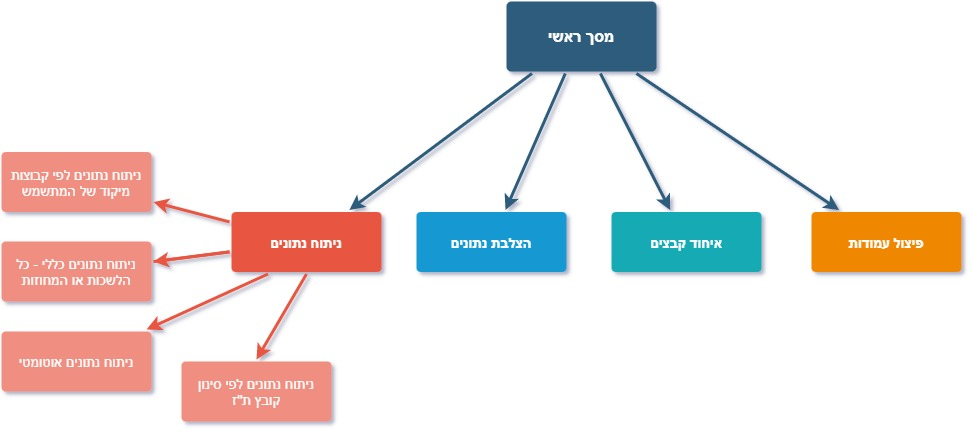 מסך ראשי
פיצול עמודות
איחוד קבצים
הצלבת נתונים
ניתוח נתונים
ניתוח נתונים לפי קבוצות
מיקוד של המתשמש
ניתוח נתונים כללי - כל
הלשכות או המחוזות
ניתוח נתונים אוטומטי
ניתוח נתונים לפי סינון
קובץ ת"ז